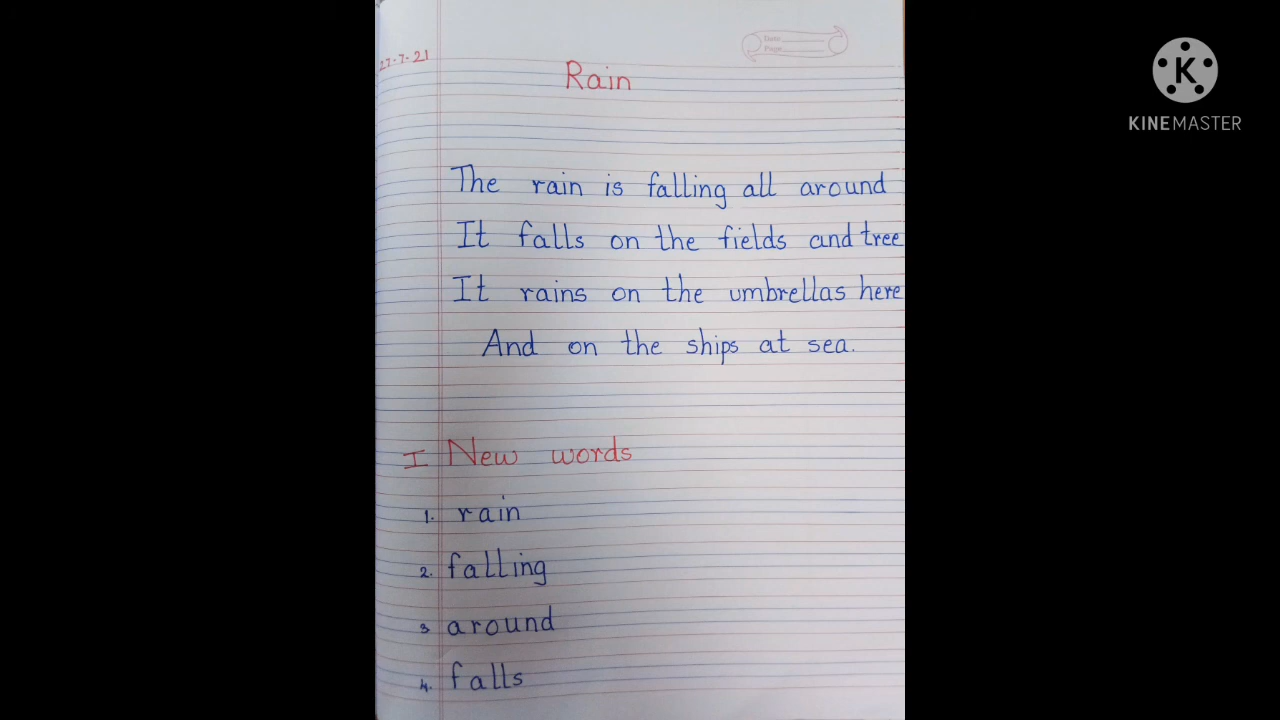 Date
Page
27.7.21
Rain
The rain is falling all around
It falls on the fields and tree
It rains on the umbrellas here
And on the ships at sea.
I New words
1. rain
2. falling
3 around
4. falls
K
KINEMASTER